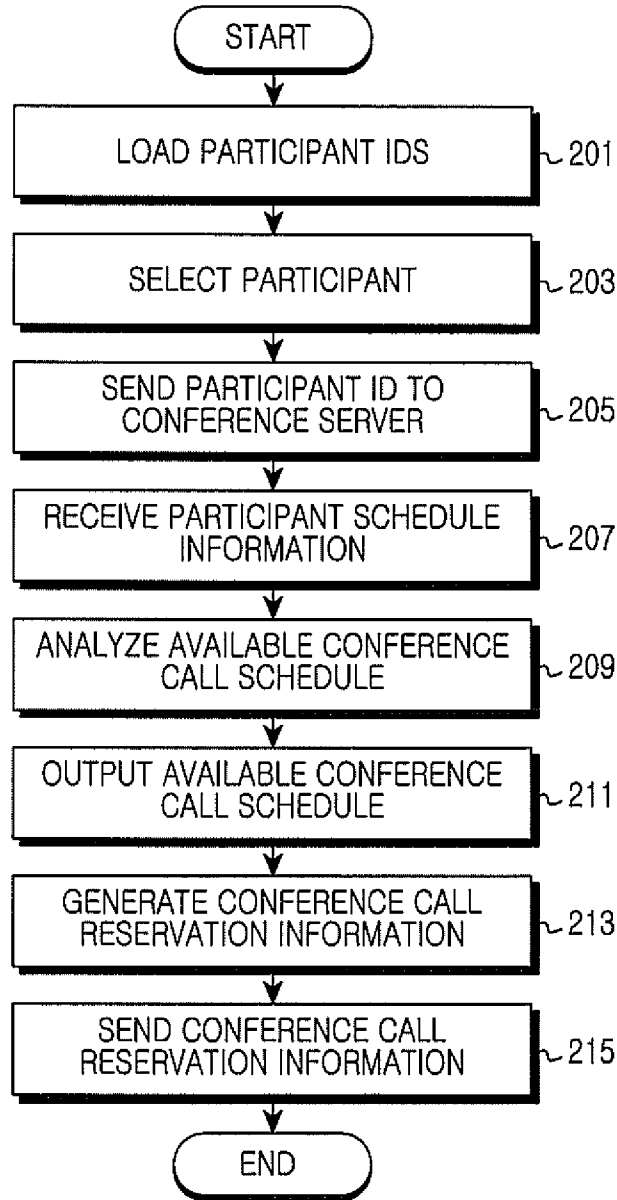 START
LOAD PARTICIPANT IDS
201
SELECT PARTICIPANT
203
SEND PARTICIPANT ID TO
CONFERENCE SERVER
205
RECEIVE PARTICIPANT SCHEDULE
INFORMATION
207
ANALYZE AVAILABLE CONFERENCE
CALL SCHEDULE
209
OUTPUT AVAILABLE CONFERENCE
CALL SCHEDULE
211
GENERATE CONFERENCE CALL
RESERVATION INFORMATION
213
SEND CONFERENCE CALL
RESERVATION INFORMATION
215
END